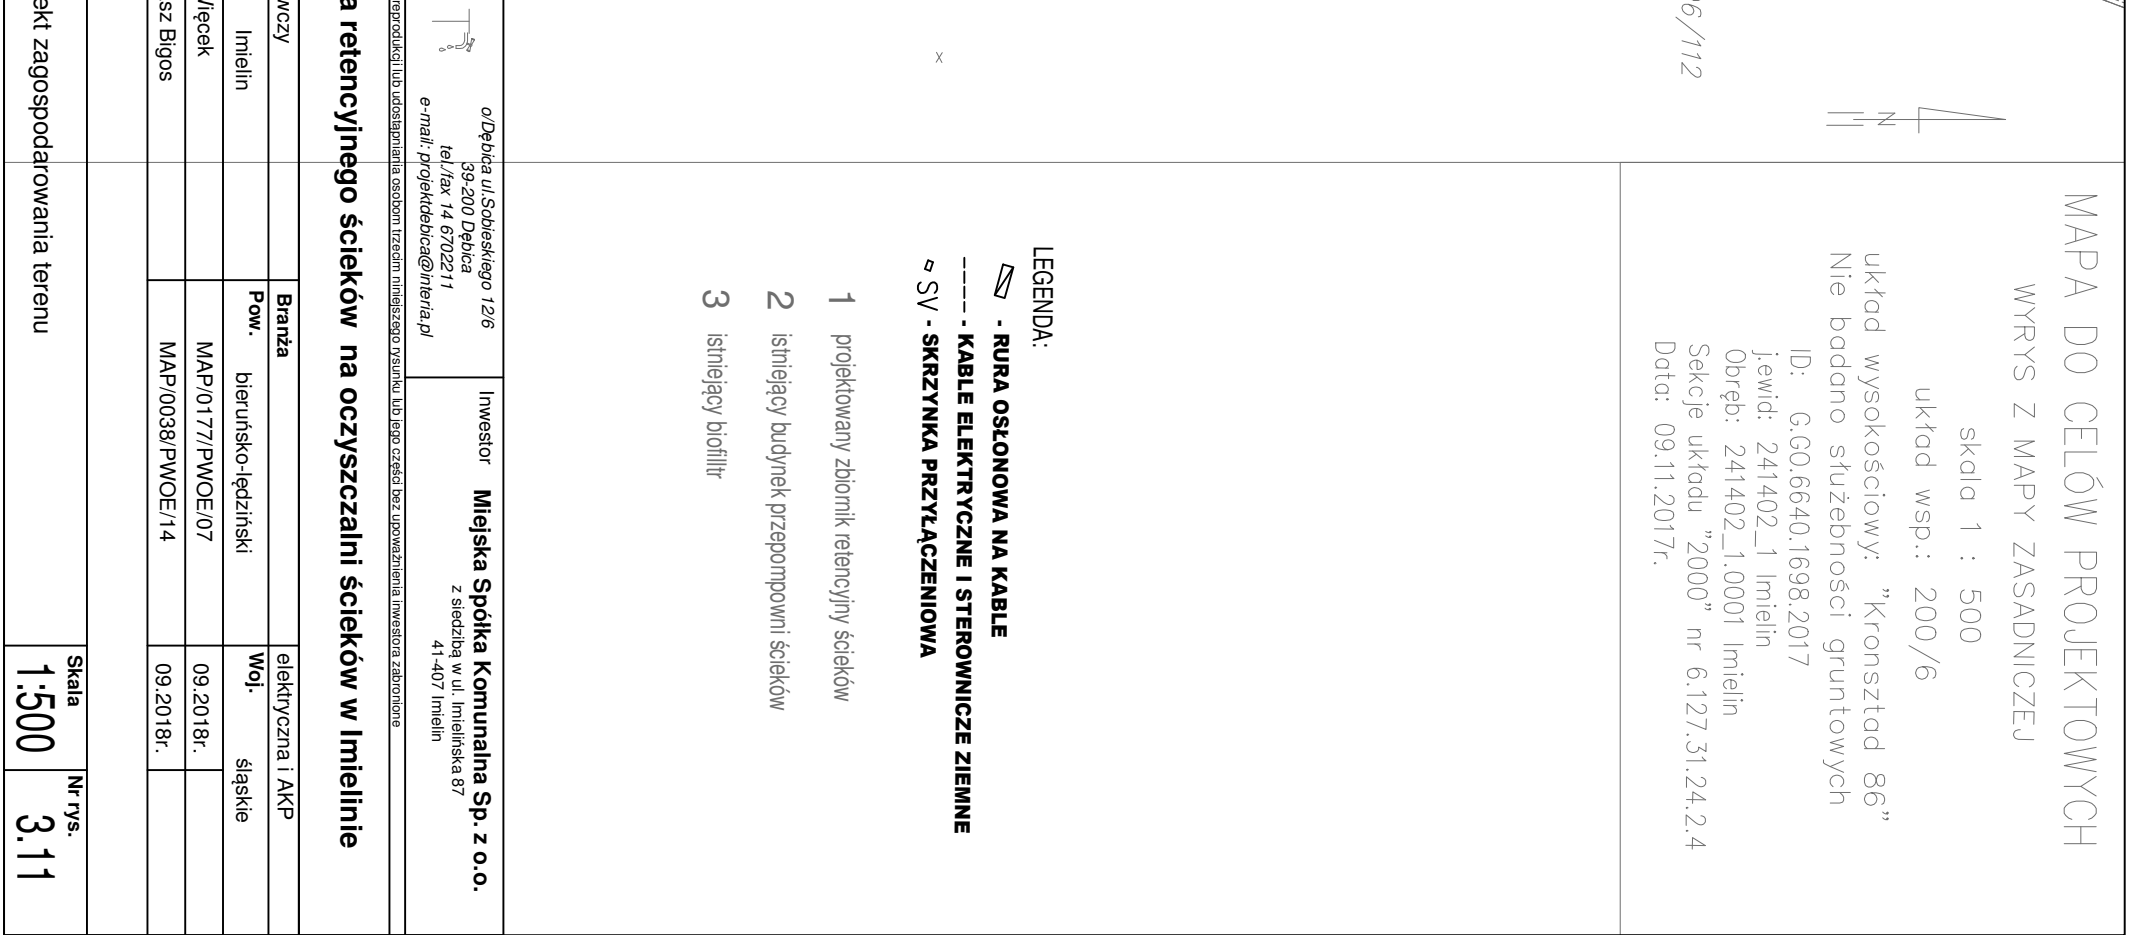 96/112
N
MAPA DO CELÓW PROJEKTOWYCH
WYRYS Z MAPY ZASADNICZEJ
skala 1 : 500
układ wsp.: 200/6
układ wysokościowy: "Kronsztad 86"
Nie badano służebności gruntowych
ID: G.GO.6640.1698.2017
j.ewid: 241402_1 Imielin
Obręb: 241402_1.0001 Imielin
Sekcje układu "2000" nr 6.127.31.24.2.4
Data: 09.11.2017r.
x
LEGENDA:
- RURA OSŁONOWA NA KABLE
---- - KABLE ELEKTRYCZNE I STEROWNICZE ZIEMNE
SV - SKRZYNKA PRZYŁĄCZENIOWA
1 projektowany zbiornik retencyjny ścieków
2 istniejący budynek przepompowni ścieków
3 istniejący biofilltr
o/Dębica ul.Sobieskiego 12/6
39-200 Dębica
tel./fax 14 6702211
e-mail: projektdebica@interia.pl
Inwestor Miejska Spółka Komunalna Sp. z o.o.
z siedzibą w ul. Imielińska 87
41-407 Imielin
reprodukcji lub udostąpniania osobom trzecim niniejszego rysunku lub jego części bez upoważnienia inwestora zabronione
a retencyjnego ścieków na oczyszczalni ścieków w Imielinie
wczy Branża elektryczna i AKP
Imielin Pow. bieruńsko-lędziński Woj. śląskie
Więcek MAP/0177/PWOE/07 09.2018r.
sz Bigos MAP/0038/PWOE/14 09.2018r.
ekt zagospodarowania terenu
Skala 1:500
Nr rys. 3.11